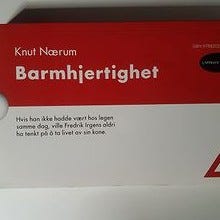 Knut Nærum
Barmhjertighet
Hvis han ikke hadde vært hos legen
samme dag, ville Fredrik Irgens aldri
ha tenkt på å ta livet av sin kone.